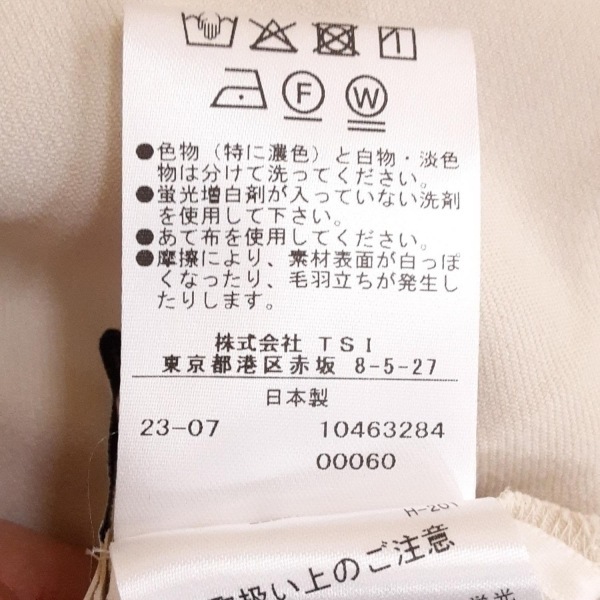 F W
●色物（特に濃色）と白物・淡色
物は分けて洗ってください。
●蛍光増白剤が入っていない洗剤
を使用して下さい。
●あて布を使用してください。
●摩擦により、素材表面が白っぽ
くなったり、毛羽立ちが発生し
たりします。
株式会社 TSI
東京都港区赤坂 8-5-27
日本製
23-07 10463284
00060
取扱い上のご注意